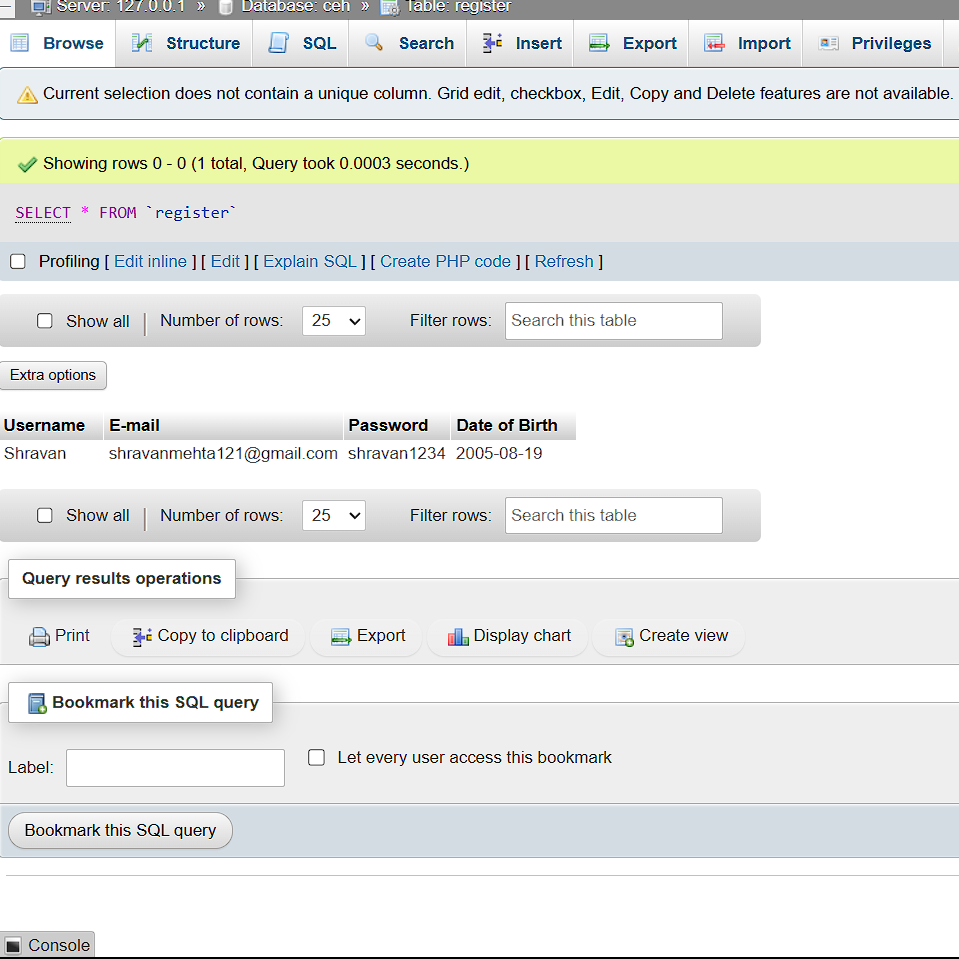 Server: 127.0.0.1 » Database: ceh » Table: register
Browse Structure SQL Search Insert Export Import Privileges
Current selection does not contain a unique column. Grid edit, checkbox, Edit, Copy and Delete features are not available.
Showing rows 0 - 0 (1 total, Query took 0.0003 seconds.)
SELECT * FROM `register`
Profiling [ Edit inline ] [ Edit ] [ Explain SQL ] [ Create PHP code ] [ Refresh ]
Show all | Number of rows: 25 Filter rows: Search this table
Extra options
Username E-mail Password Date of Birth
Shravan shravanmehta121@gmail.com shravan1234 2005-08-19
Show all | Number of rows: 25 Filter rows: Search this table
Query results operations
Print Copy to clipboard Export Display chart Create view
Bookmark this SQL query
Label: Let every user access this bookmark
Bookmark this SQL query
Console